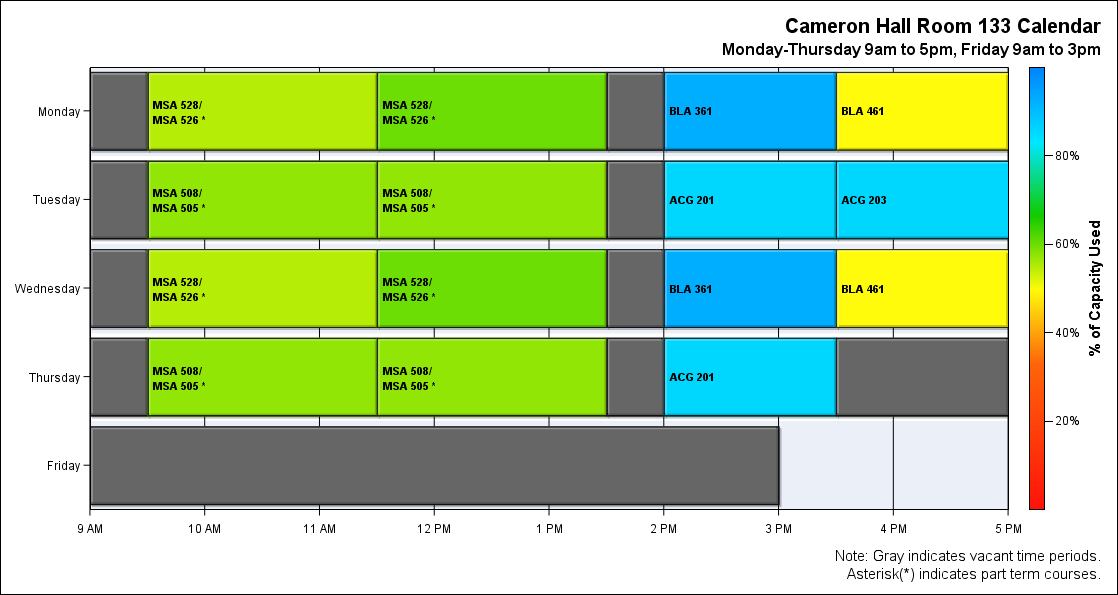 Cameron Hall Room 133 Calendar
Monday-Thursday 9am to 5pm, Friday 9am to 3pm
Monday
MSA 528/
MSA 526 *
MSA 528/
MSA 526 *
BLA 361
BLA 461
Tuesday
MSA 508/
MSA 505 *
MSA 508/
MSA 505 *
ACG 201
ACG 203
Wednesday
MSA 528/
MSA 526 *
MSA 528/
MSA 526 *
BLA 361
BLA 461
Thursday
MSA 508/
MSA 505 *
MSA 508/
MSA 505 *
ACG 201
Friday
9 AM
10 AM
11 AM
12 PM
1 PM
2 PM
3 PM
4 PM
5 PM
80%
60%
40%
20%
% of Capacity Used
Note: Gray indicates vacant time periods.
Asterisk(*) indicates part term courses.